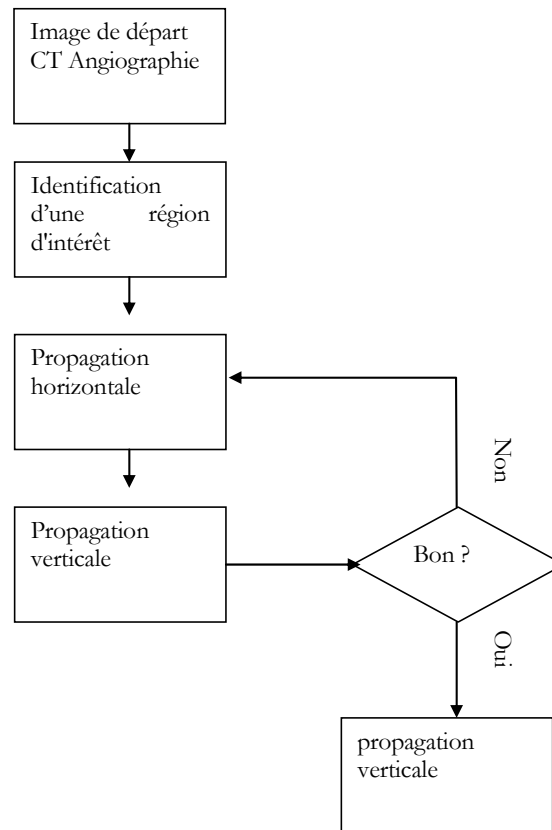 Image de départ
CT Angiographie
Identification
d’une région
d'intérêt
Propagation
horizontale
Propagation
verticale
Bon ?
Non
Oui
propagation
verticale